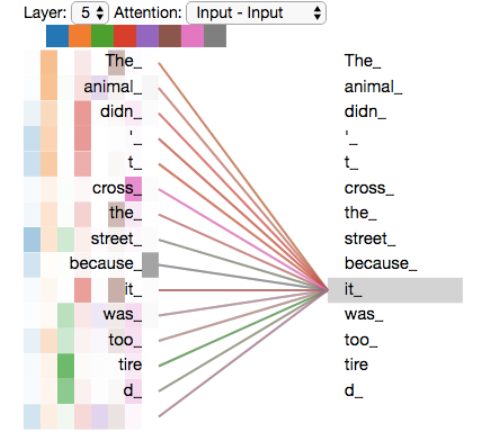 Layer: 5 Attention: Input - Input
The_ The_
animal_ animal_
didn_ didn_
'_ '_
t_ t_
cross_ cross_
the_ the_
street_ street_
because_ because_
it_ it_
was_ was_
too_ too_
tire tire
d_ d_